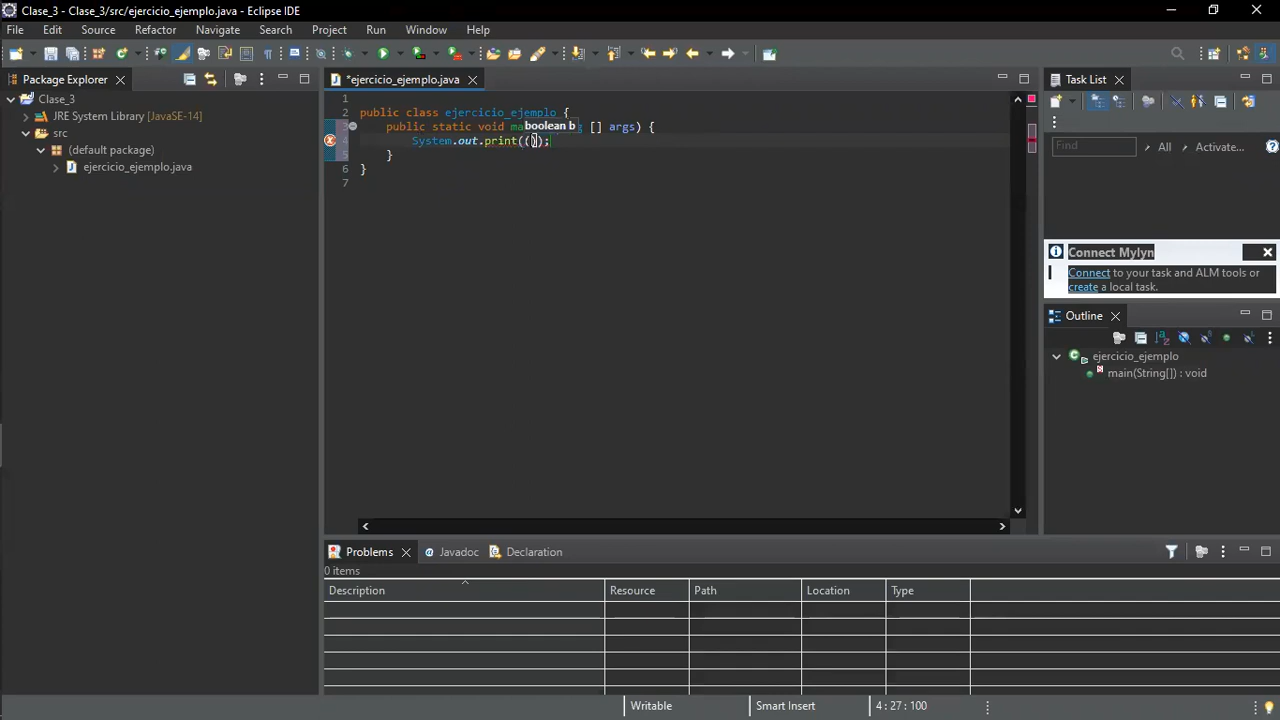 Clase_3 - Clase_3/src/ejercicio_ejemplo.java - Eclipse IDE
File Edit Source Refactor Navigate Search Project Run Window Help
Package Explorer
*ejercicio_ejemplo.java
Task List
Clase_3
JRE System Library [JavaSE-14]
src
(default package)
ejercicio_ejemplo.java
1
2 public class ejercicio_ejemplo {
3 public static void ma boolean b g [] args) {
4 System.out.print(());
5 }
6 }
7
Find All Activate...
Connect Mylyn
Connect to your task and ALM tools or
create a local task.
Outline
ejercicio_ejemplo
main(String[]) : void
Problems Javadoc Declaration
0 items
Description Resource Path Location Type
Writable Smart Insert 4 : 27 : 100